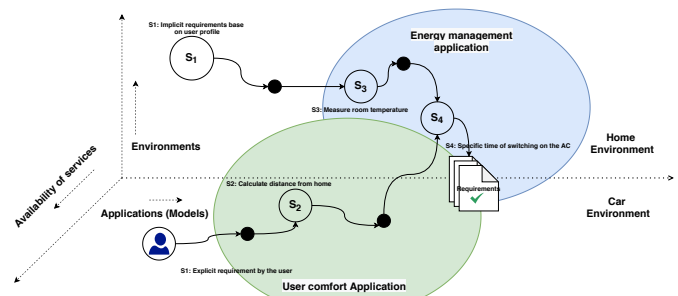 S1: Implicit requirements base
on user profile
Energy management
application
S1
S3
S3: Measure room temperature
S4
S4: Specific time of switching on the AC
Home
Environment
Environments
Availability of services
S2: Calculate distance from home
Requirements
Car
Environment
Applications (Models)
S2
S1: Explicit requirement by the user
User comfort Application